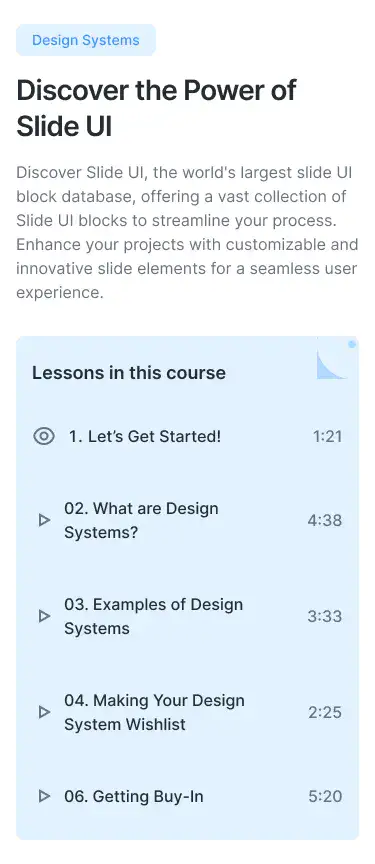 Design Systems
Discover the Power of
Slide UI
Discover Slide UI, the world's largest slide UI
block database, offering a vast collection of
Slide UI blocks to streamline your process.
Enhance your projects with customizable and
innovative slide elements for a seamless user
experience.
Lessons in this course
1. Let’s Get Started! 1:21
02. What are Design
Systems?
4:38
03. Examples of Design
Systems
3:33
04. Making Your Design
System Wishlist
2:25
06. Getting Buy-In 5:20